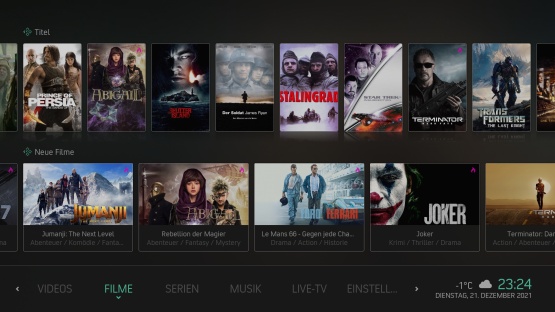 Titel
PRINCE OF
PERSIA
ABIGAIL
SHUTTER ISLAND
Der Soldat James Ryan
STALINGRAD
TERMINATOR
TRANSFORMERS
THE LAST KNIGHT
Neue Filme
7
JUMANJI
ABIGAIL
FORD FERRARI
JOKER
Jumanji: The Next Level
Abenteuer / Komödie / Fanta...
Rebellion der Magier
Abenteuer / Fantasy / Mystery
Le Mans 66 - Gegen jede Cha...
Drama / Action / Historie
Joker
Krimi / Thriller / Drama
Terminator: Dar
Action / Abenteuer
VIDEOS FILME SERIEN MUSIK LIVE-TV EINSTELL...
-1°C 23:24
DIENSTAG, 21. DEZEMBER 2021